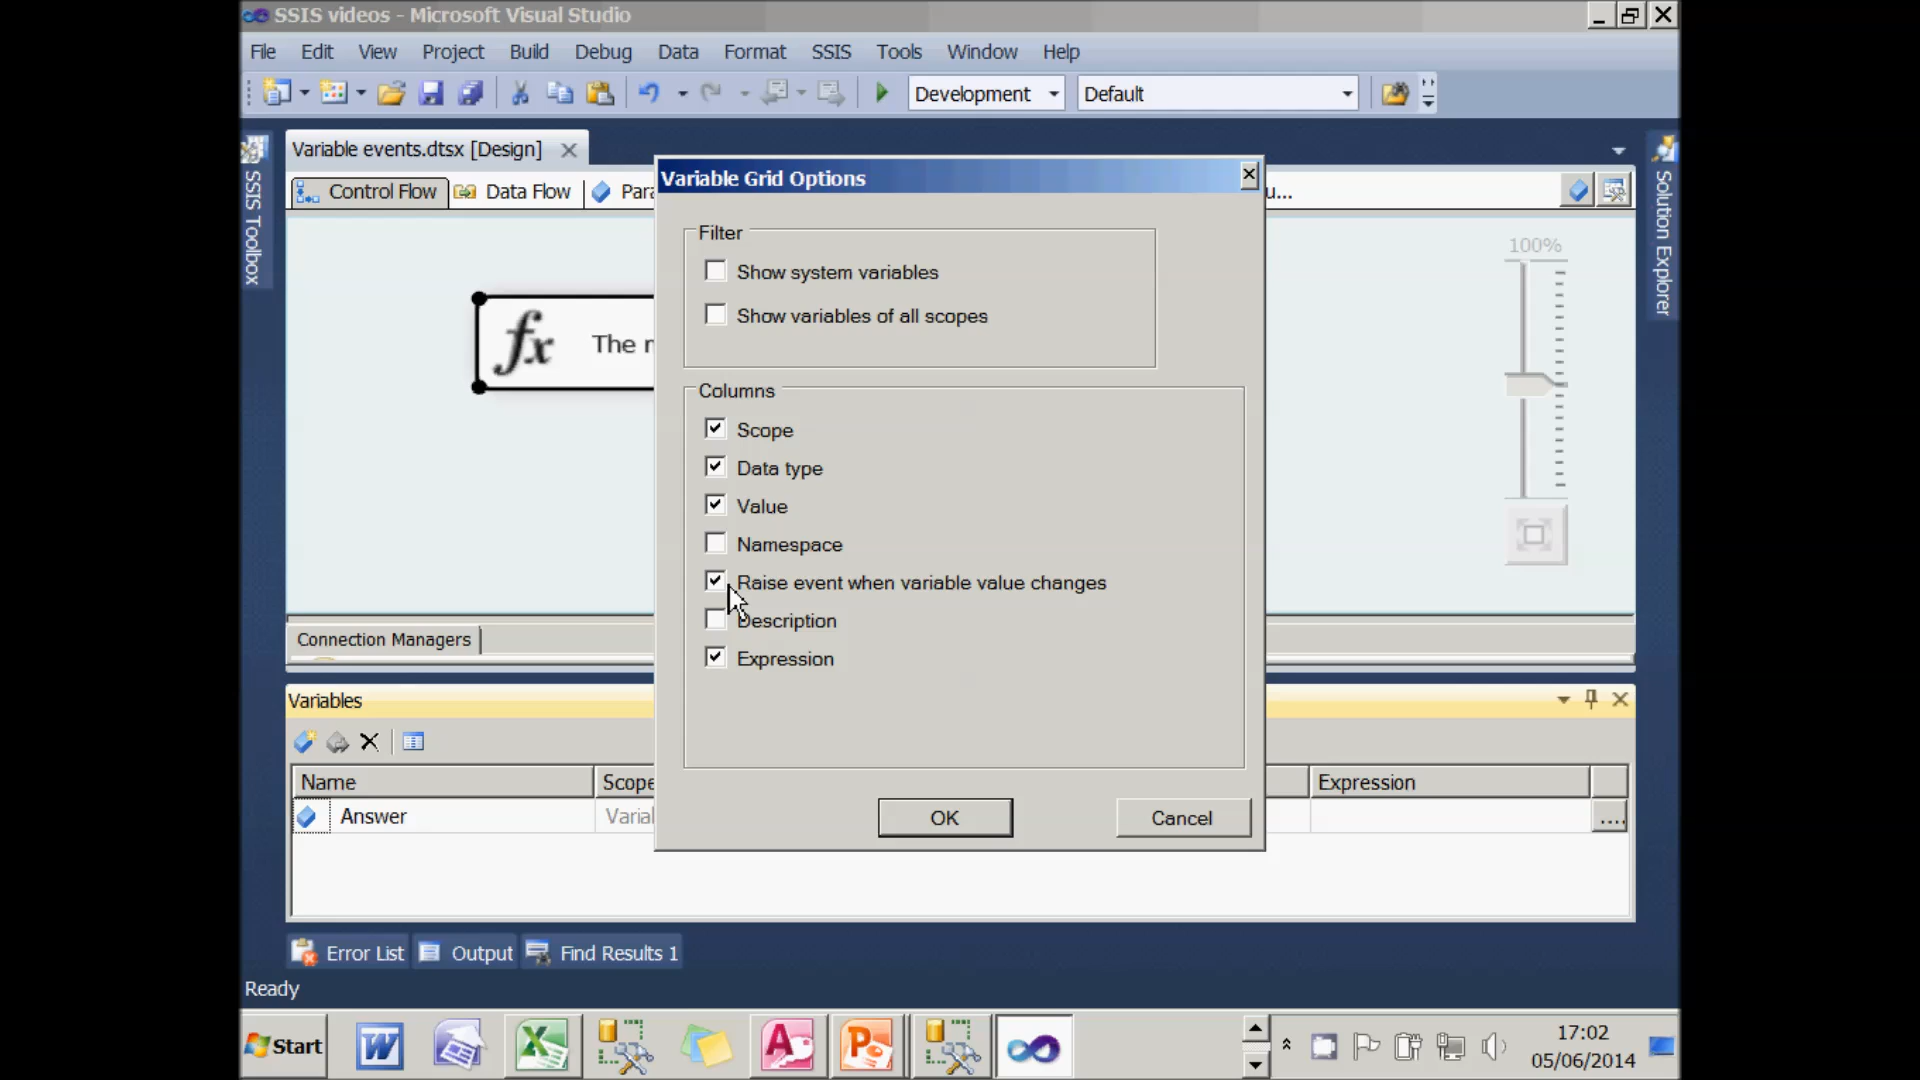 SSIS videos - Microsoft Visual Studio
File Edit View Project Build Debug Data Format SSIS Tools Window Help
Development Default
Variable events.dtsx [Design]
Control Flow Data Flow
SSIS Toolbox
Solution Explorer
100%
The
Variable Grid Options
Filter
Show system variables
Show variables of all scopes
Columns
Scope
Data type
Value
Namespace
Raise event when variable value changes
Description
Expression
OK Cancel
Connection Managers
Variables
Name Scope Expression
Answer
Error List Output Find Results 1
Ready
Start
17:02
05/06/2014